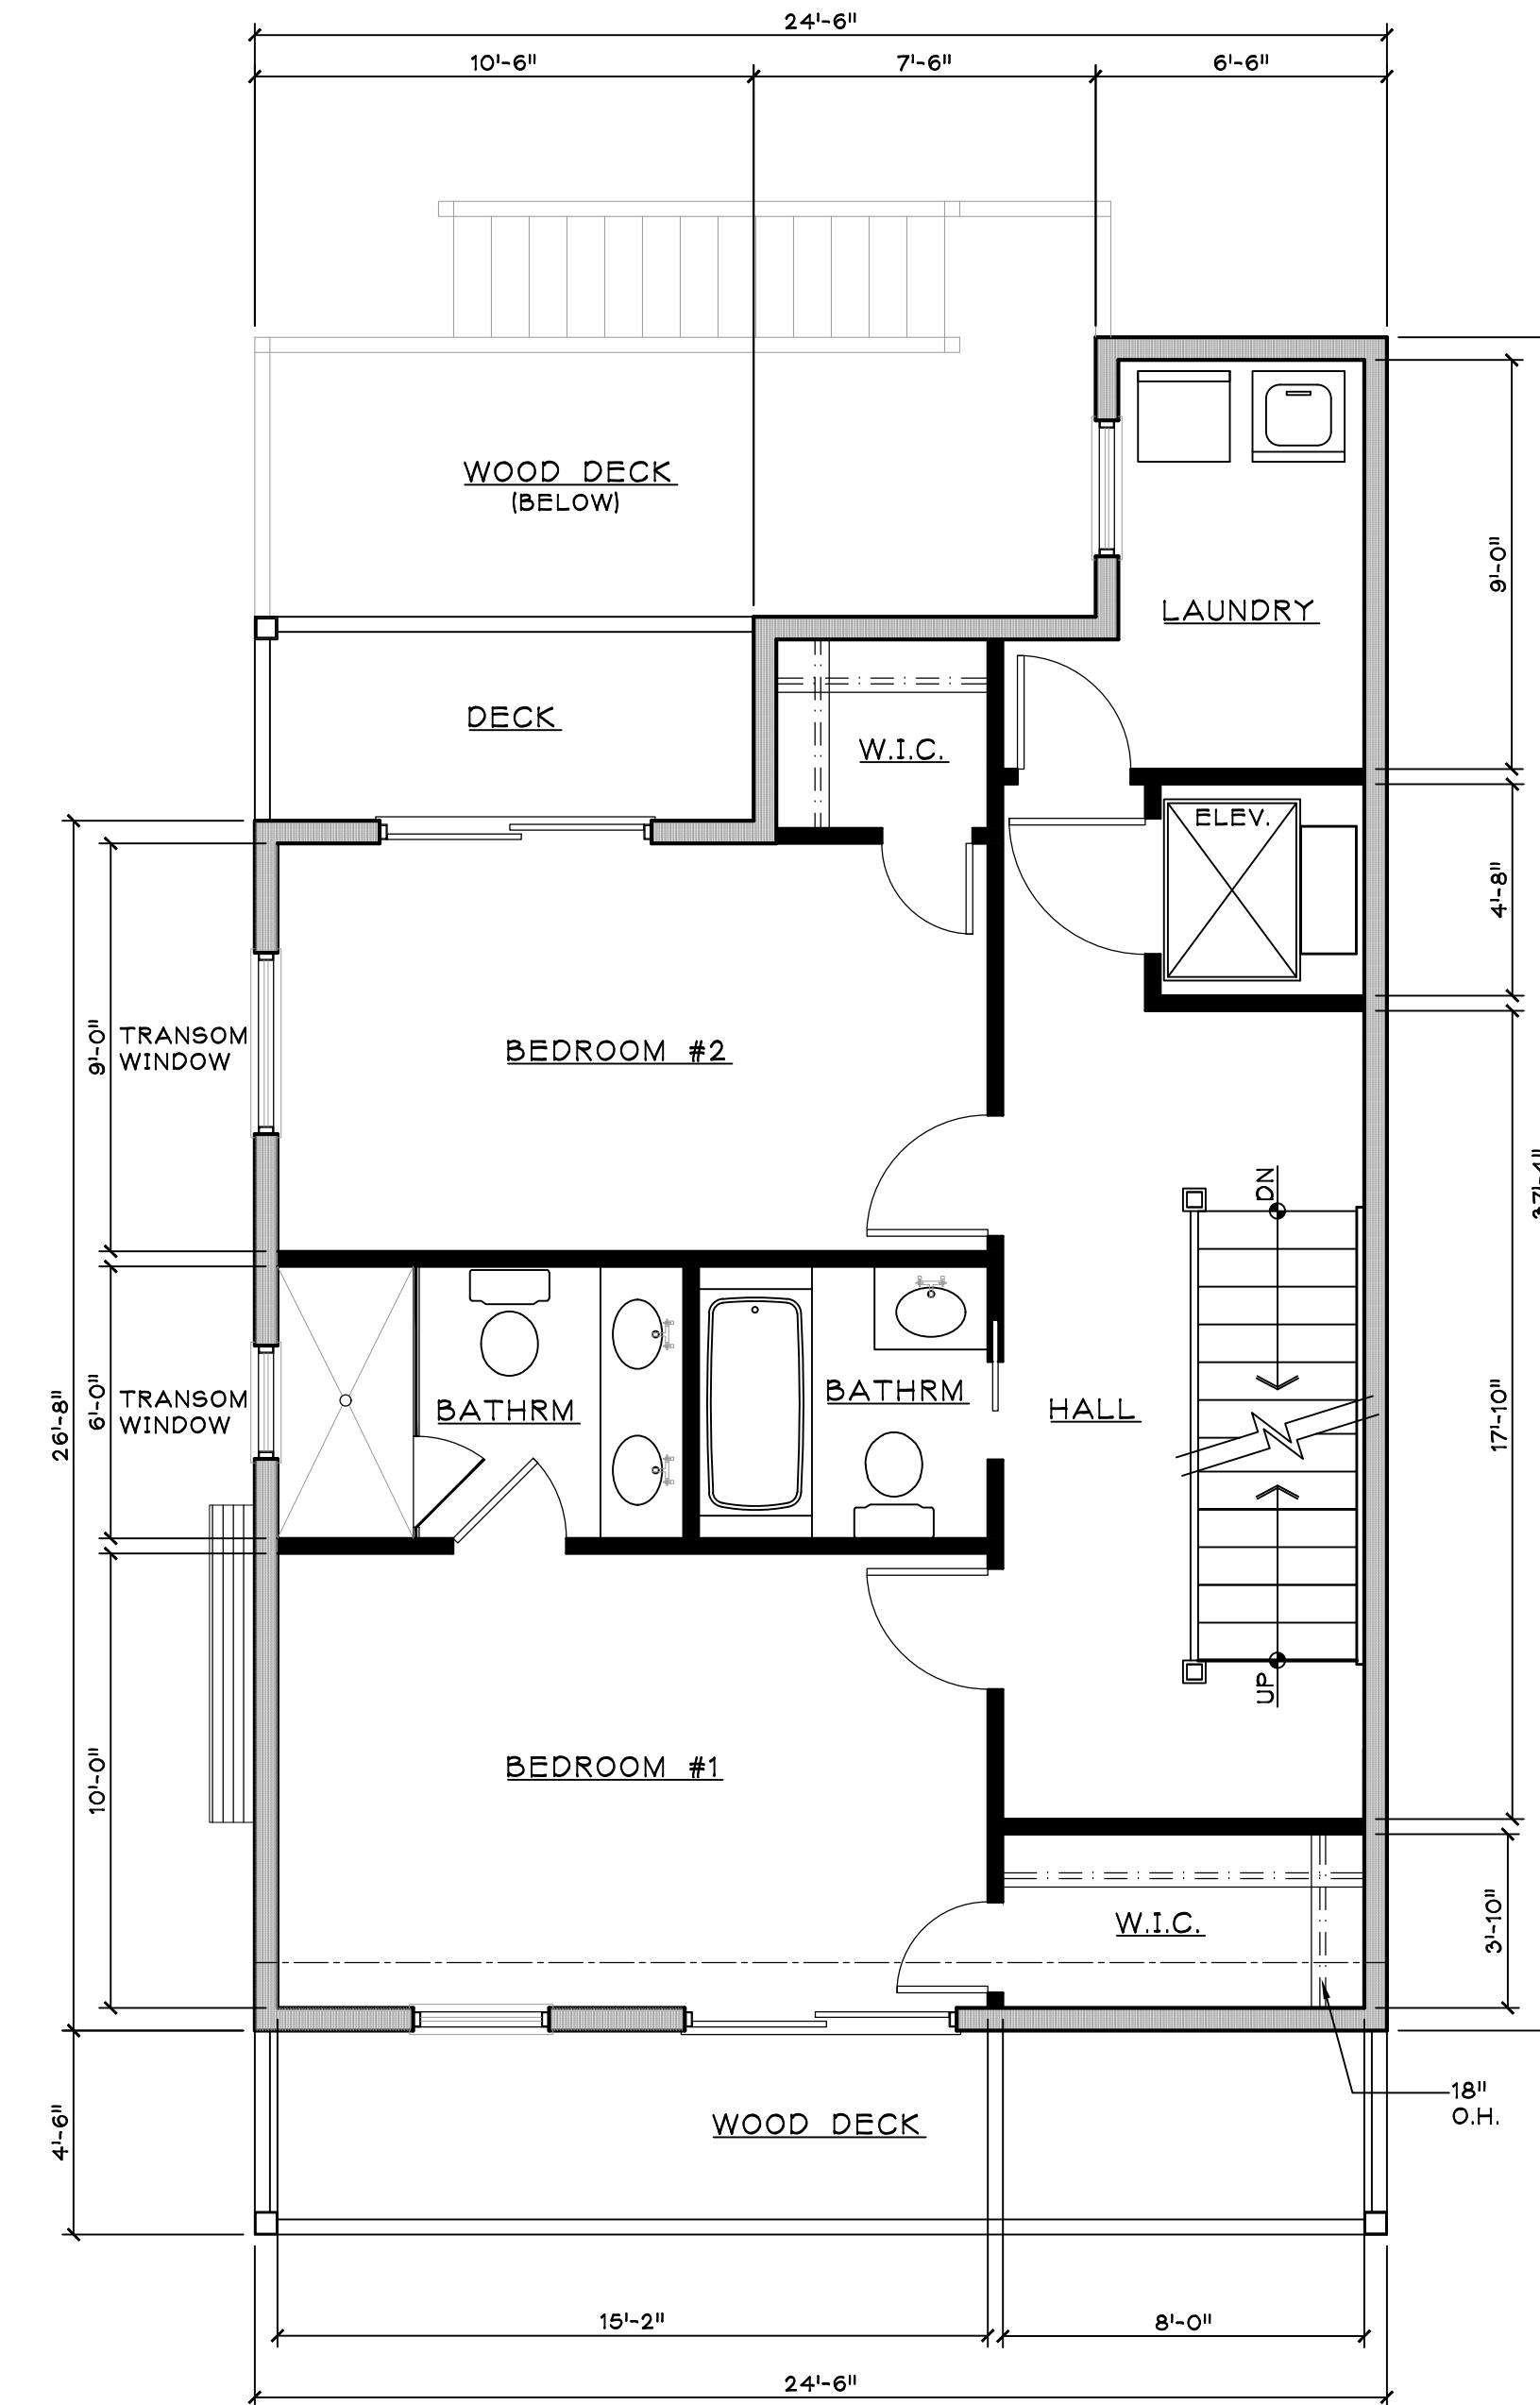 24'-6"
10'-6" 7'-6" 6'-6"
WOOD DECK
(BELOW)
9'-0"
LAUNDRY
DECK
W.I.C.
ELEV.
4'-8"
9'-0"
TRANSOM
WINDOW
BEDROOM #2
DN
26'-8"
6'-0"
TRANSOM
WINDOW
BATHRM
BATHRM
HALL
17'-10"
UP
10'-0"
BEDROOM #1
W.I.C.
3'-10"
18"
O.H.
4'-6"
WOOD DECK
15'-2" 8'-0"
24'-6"